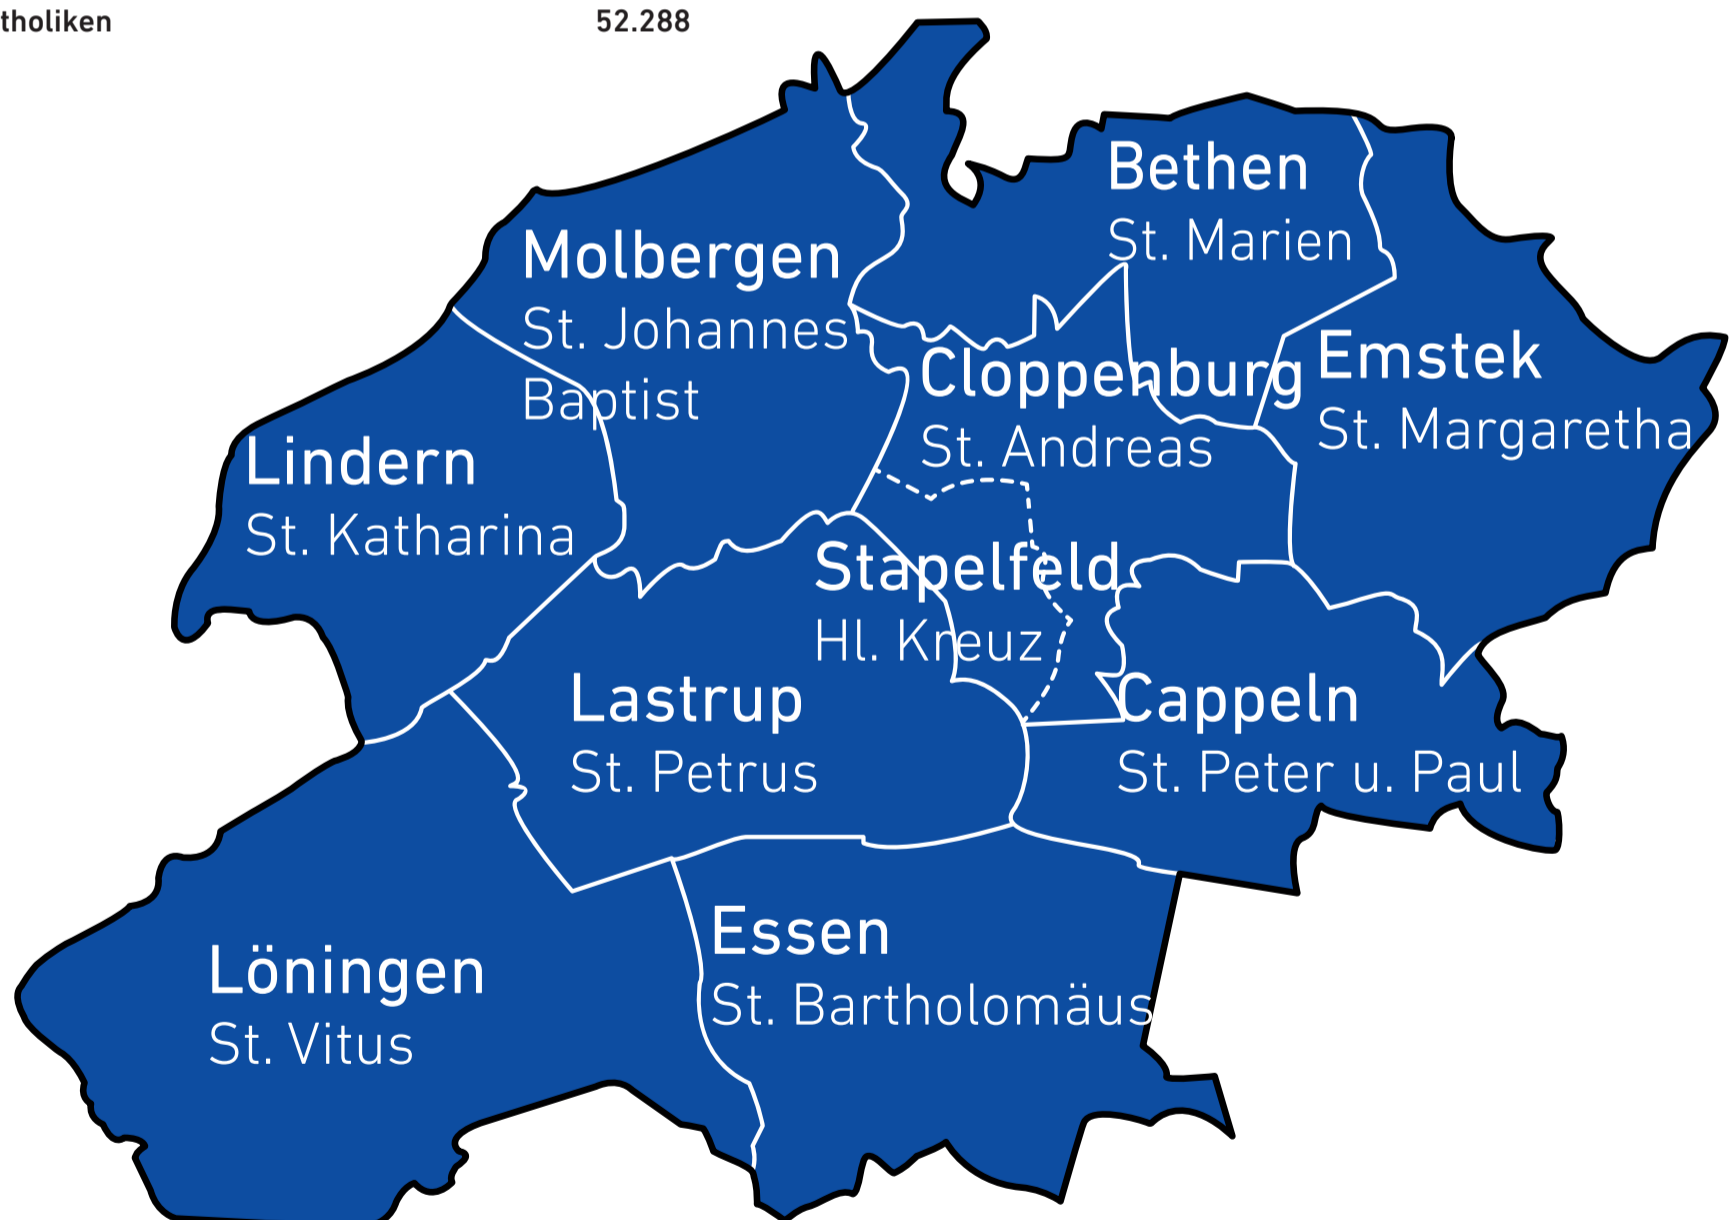 tholiken 52.288
Bethen
St. Marien
Molbergen
St. Johannes
Baptist
Cloppenburg
St. Andreas
Emstek
St. Margaretha
Lindern
St. Katharina
Stapelfeld
Hl. Kreuz
Lastrup
St. Petrus
Cappeln
St. Peter u. Paul
Essen
St. Bartholomäus
Löningen
St. Vitus